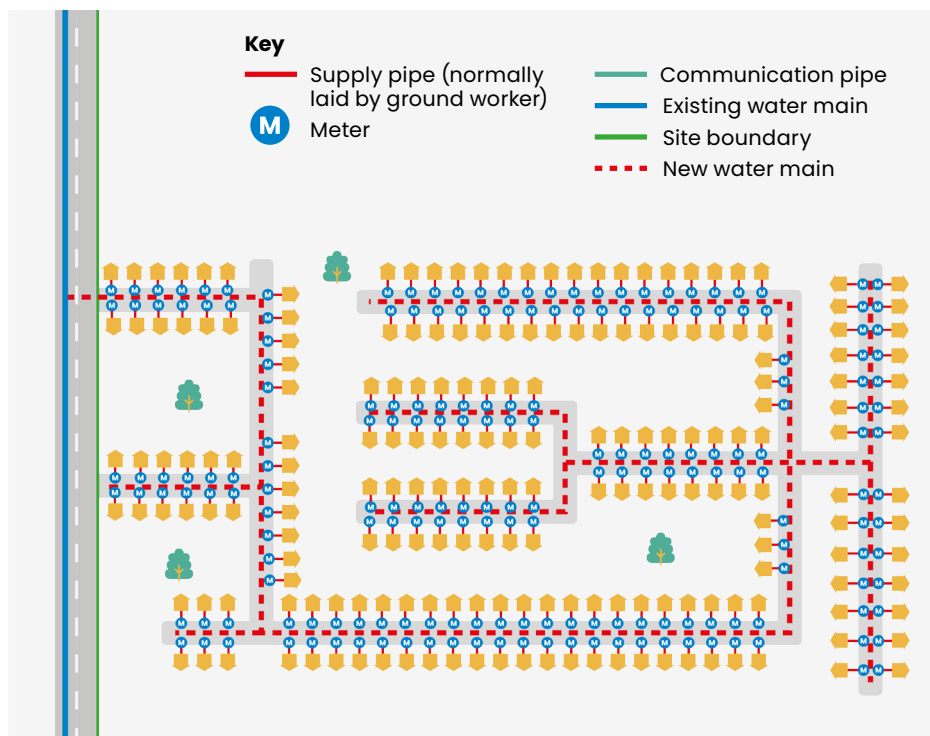 Key
Supply pipe (normally
laid by ground worker)
M Meter
Communication pipe
Existing water main
Site boundary
New water main